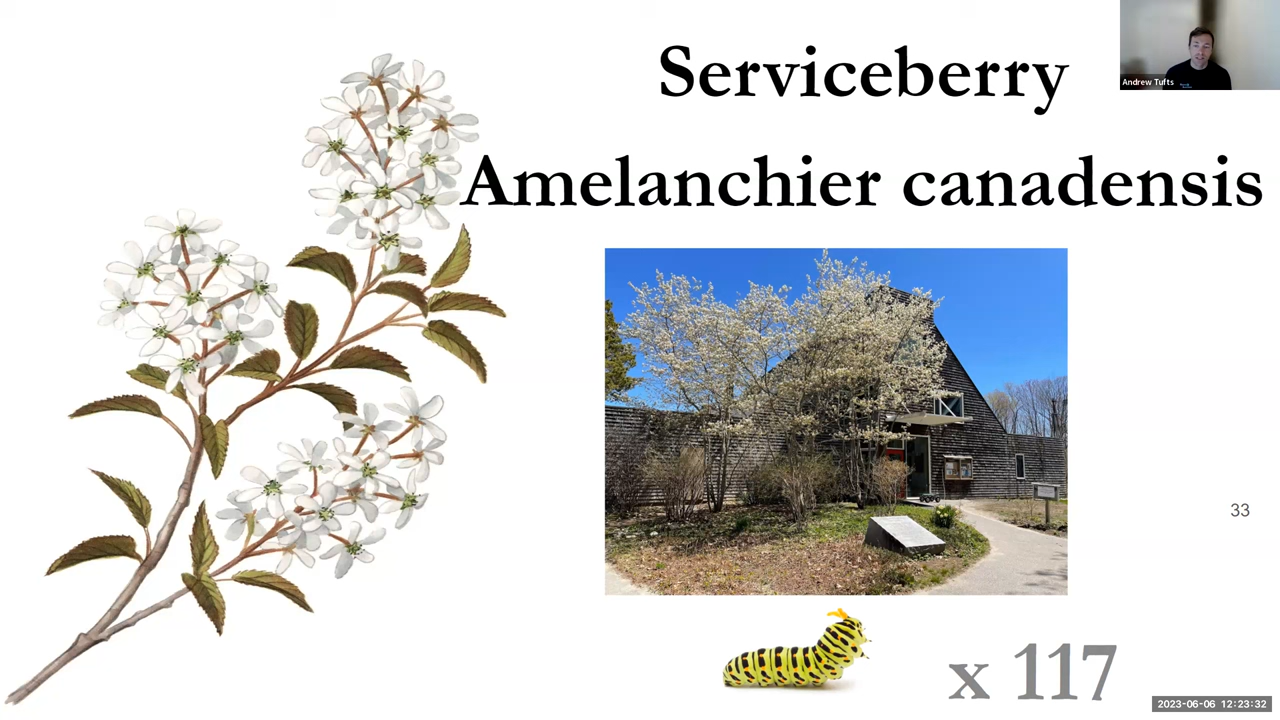 Serviceberry
Andrew Tufts
Amelanchier canadensis
33
x 117
2023-06-06 12:23:32